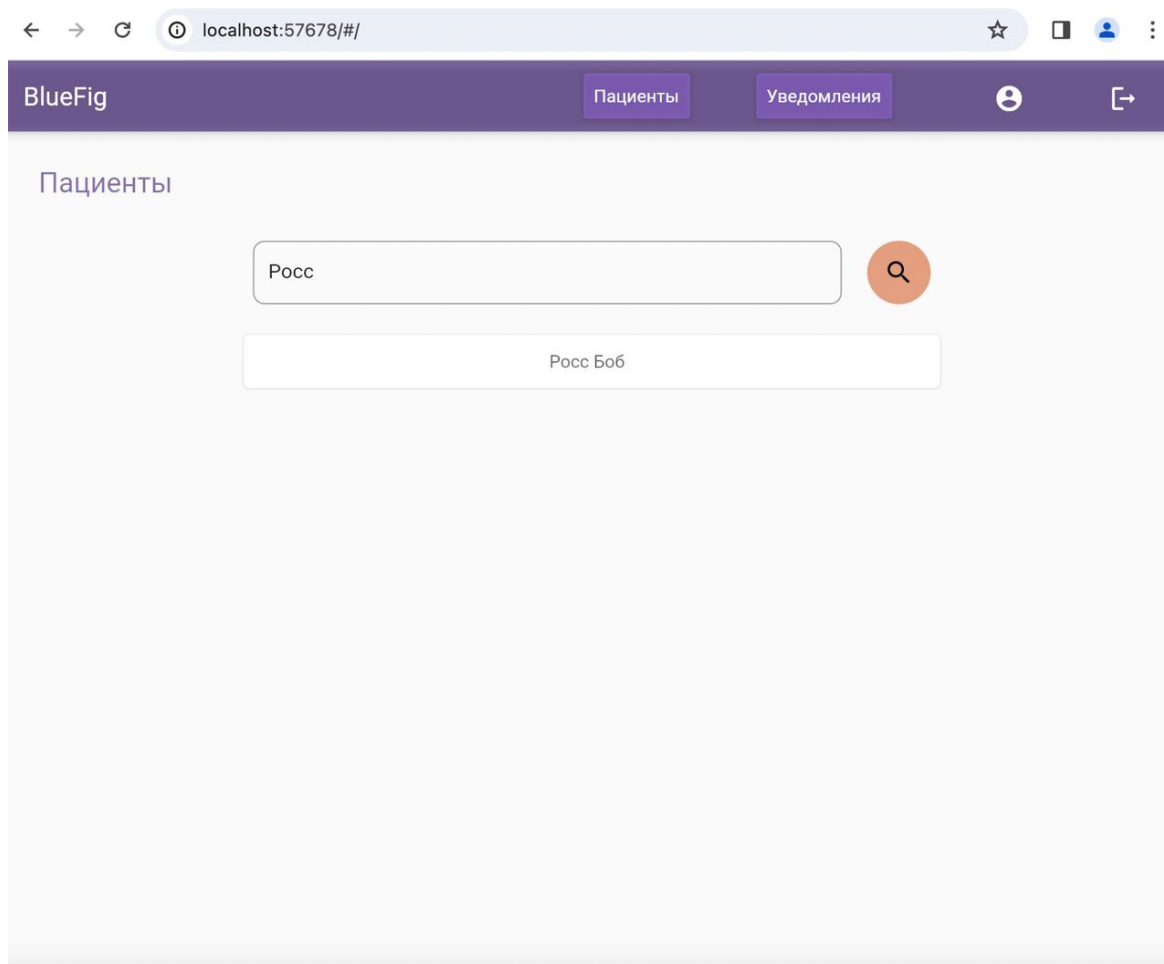 localhost:57678/#/
BlueFig Пациенты Уведомления
Пациенты
Росс
Росс Боб